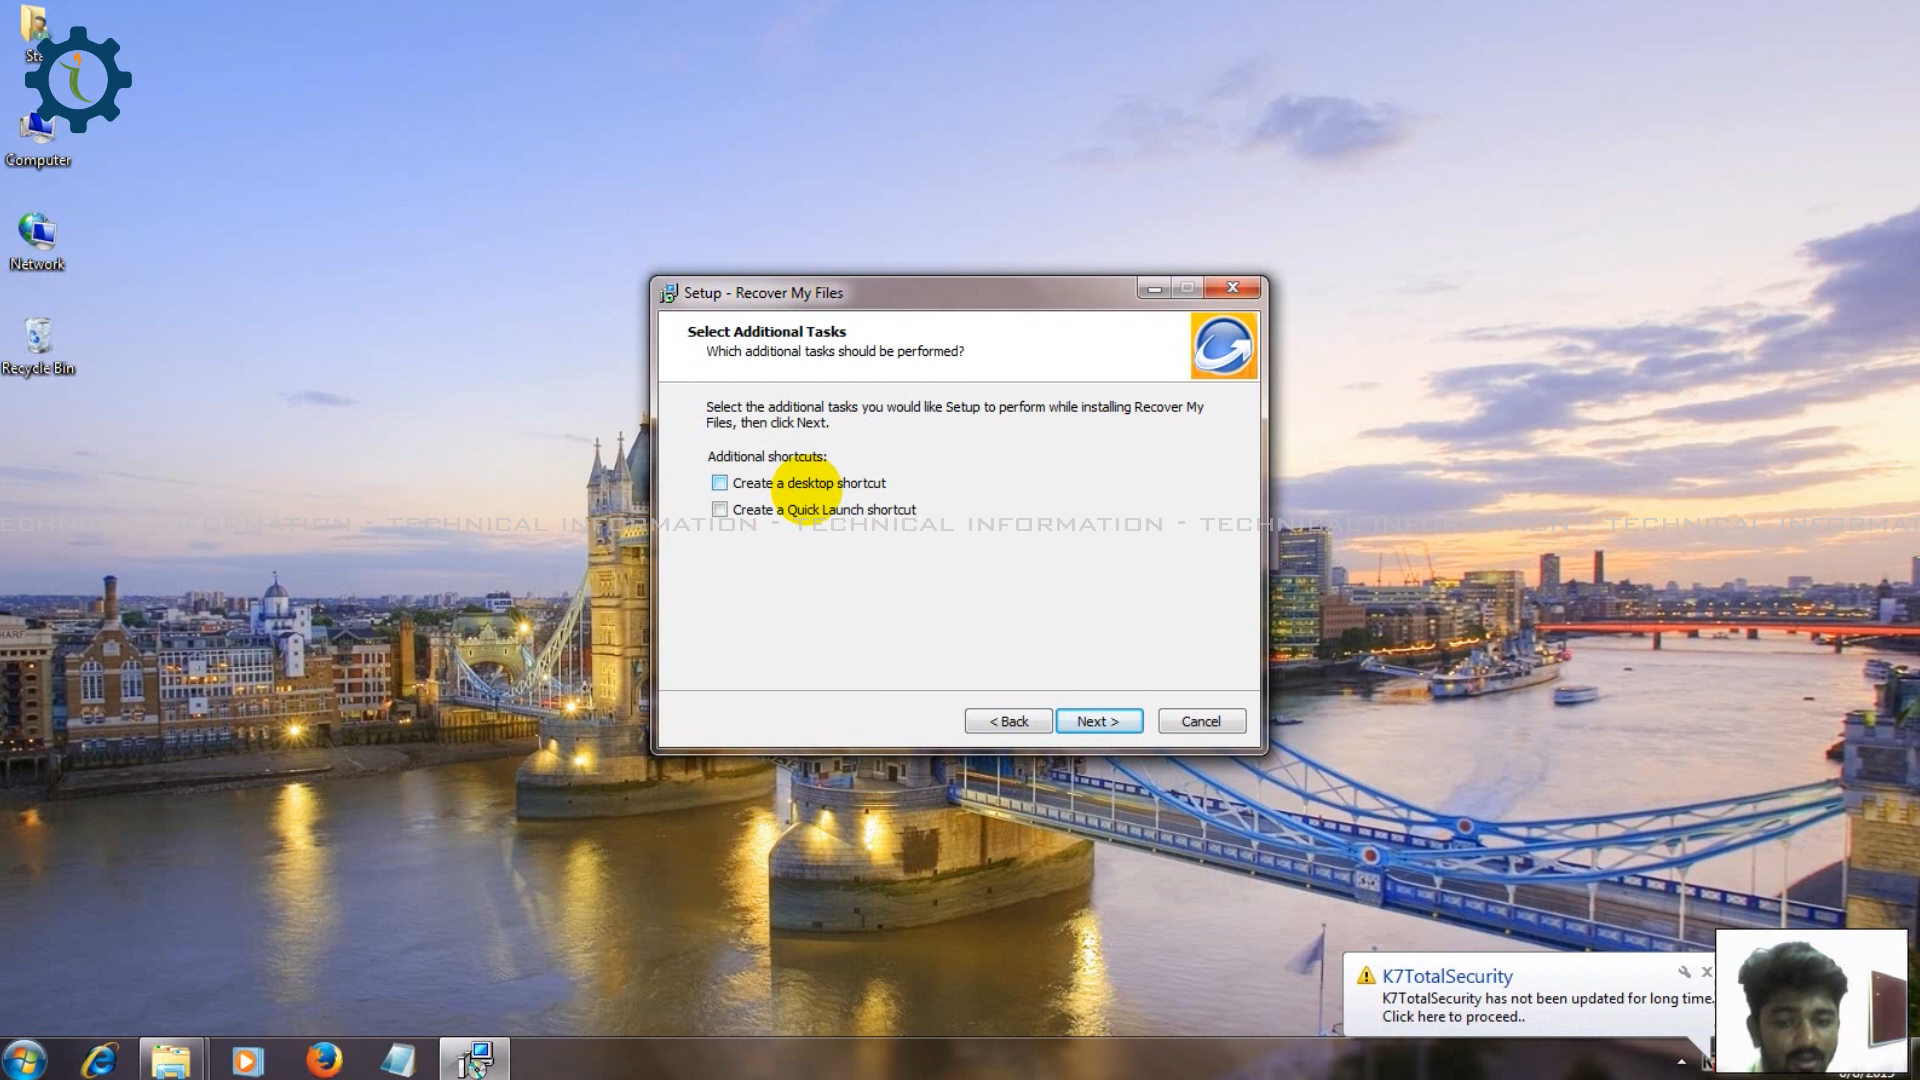 Computer
Network
Recycle Bin
Setup - Recover My Files
Select Additional Tasks
Which additional tasks should be performed?
Select the additional tasks you would like Setup to perform while installing Recover My
Files, then click Next.
Additional shortcuts:
Create a desktop shortcut
Create a Quick Launch shortcut
TECHNICAL INFORMATION - TECHNICAL INFORMATION
< Back
Next >
Cancel
K7TotalSecurity
K7TotalSecurity has not been updated for long time.
Click here to proceed..